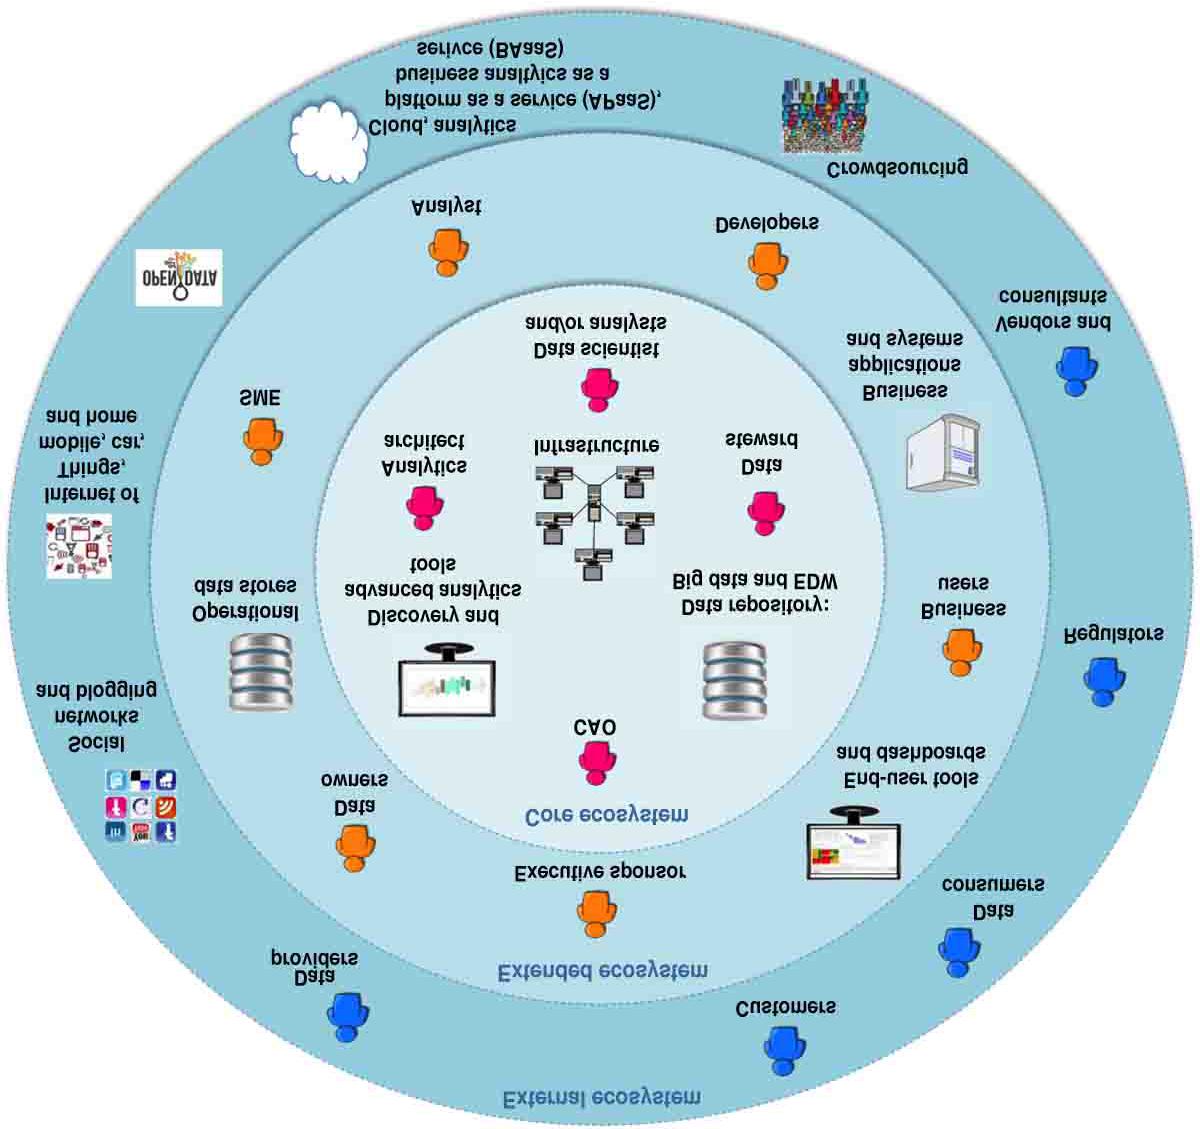 External ecosystem
Customers
Data
providers
Extended ecosystem
Data
consumers
Executive sponsor
Core ecosystem
Data
owners
End-user tools
and dashboards
CAO
Social
networks
and blogging
Regulators
Discovery and
advanced analytics
tools
Data repository:
Big data and EDW
Operational
data stores
Business
users
Internet of
Things,
mobile, car,
and home
Analytics
architect
Infrastructure
Data
steward
SME
Business
applications
and systems
Data scientist
and/or analysts
Vendors and
consultants
OPEN DATA
Developers
Analyst
Crowdsourcing
Cloud, analytics
platform as a service (APaaS),
business analtyics as a
serivce (BAaaS)
in
You